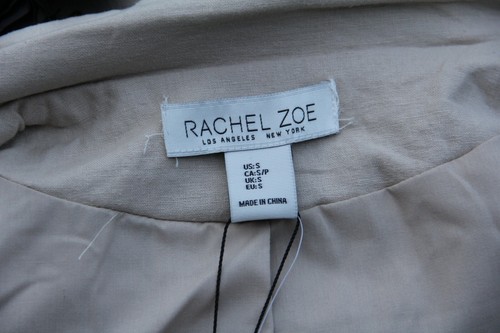 RACHEL ZOE
LOS ANGELES NEW YORK
US:S
CA:S/P
UK:S
EU:S
MADE IN CHINA